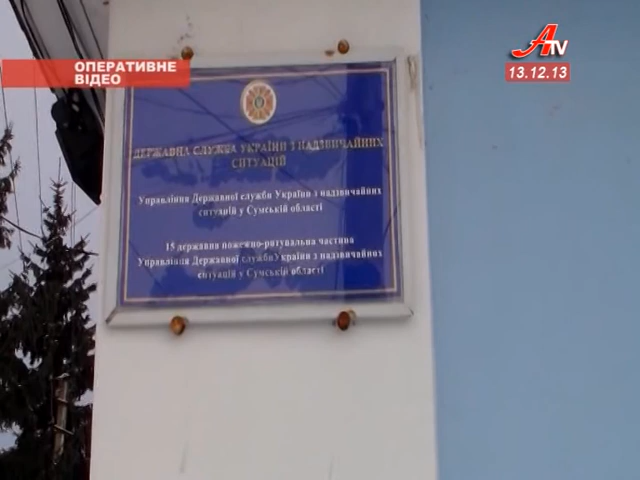 ОПЕРАТИВНЕ
ВІДЕО
ATV
13.12.13
ДЕРЖАВНА СЛУЖБА УКРАЇНИ З НАДЗВИЧАЙНИХ
СИТУАЦІЙ
Управління Державної служби України з надзвичайних
ситуацій у Сумській області
15 державна пожежно-рятувальна частина
Управління Державної служби України з надзвичайних
ситуацій у Сумській області